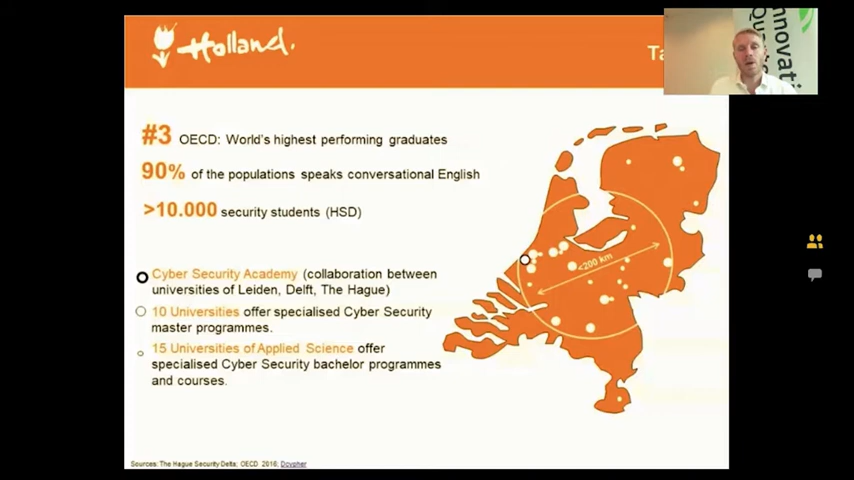 Holland.
#3 OECD: World's highest performing graduates
90% of the populations speaks conversational English
>10.000 security students (HSD)
Cyber Security Academy (collaboration between
universities of Leiden, Delft, The Hague)
10 Universities offer specialised Cyber Security
master programmes.
15 Universities of Applied Science offer
specialised Cyber Security bachelor programmes
and courses.
<200 km
Sources: The Hague Security Delta; OECD 2016; Dcypher